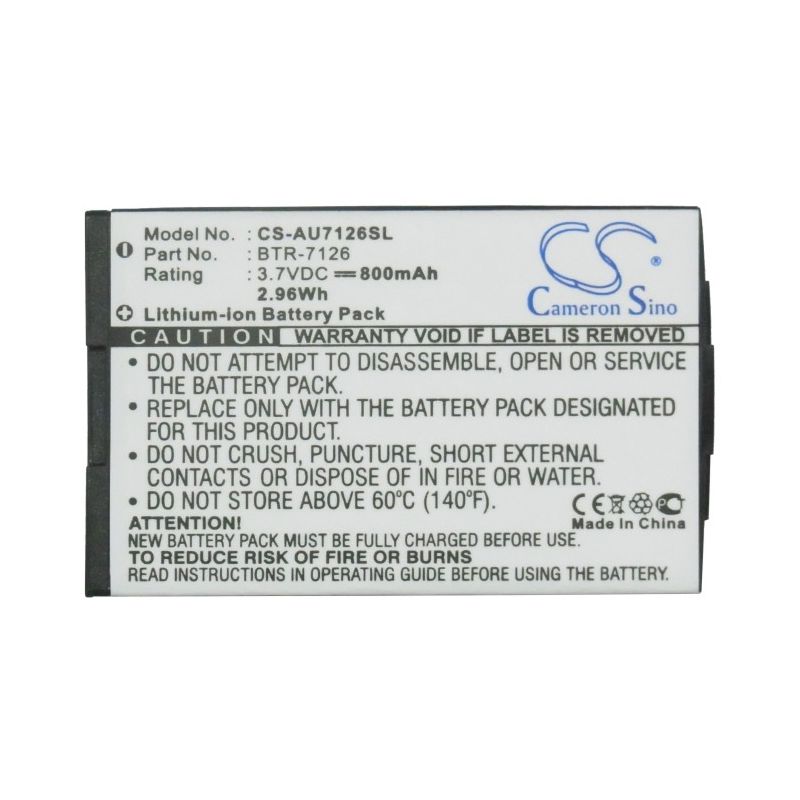 Model No. : CS-AU7126SL
Part No. : BTR-7126
Rating : 3.7VDC 800mAh
2.96Wh
Lithium-ion Battery Pack
CS
Cameron Sino
CAUTION WARRANTY VOID IF LABEL IS REMOVED
• DO NOT ATTEMPT TO DISASSEMBLE, OPEN OR SERVICE
THE BATTERY PACK.
• REPLACE ONLY WITH THE BATTERY PACK DESIGNATED
FOR THIS PRODUCT.
• DO NOT CRUSH, PUNCTURE, SHORT EXTERNAL
CONTACTS OR DISPOSE OF IN FIRE OR WATER.
• DO NOT STORE ABOVE 60°C (140°F).
CE
Made In China
ATTENTION!
NEW BATTERY PACK MUST BE FULLY CHARGED BEFORE USE
TO REDUCE RISK OF FIRE OR BURNS
READ INSTRUCTIONS IN OPERATING GUIDE BEFORE USING THE BATTERY.